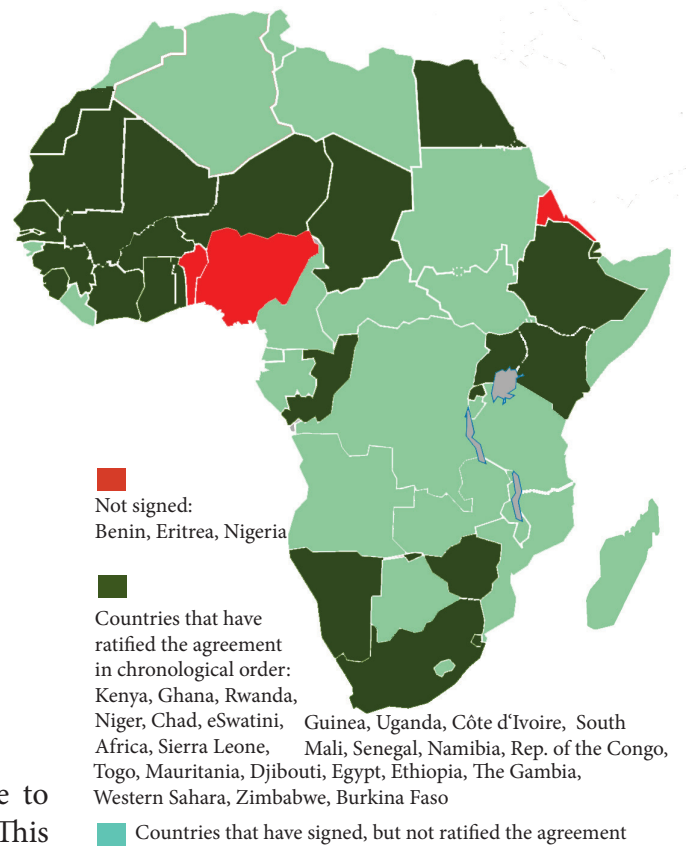 Not signed:
Benin, Eritrea, Nigeria
Countries that have
ratified the agreement
in chronological order:
Kenya, Ghana, Rwanda,
Niger, Chad, eSwatini, Guinea, Uganda, Côte d‘Ivoire, South
Africa, Sierra Leone, Mali, Senegal, Namibia, Rep. of the Congo,
Togo, Mauritania, Djibouti, Egypt, Ethiopia, The Gambia,
Western Sahara, Zimbabwe, Burkina Faso
e to
This
Countries that have signed, but not ratified the agreement